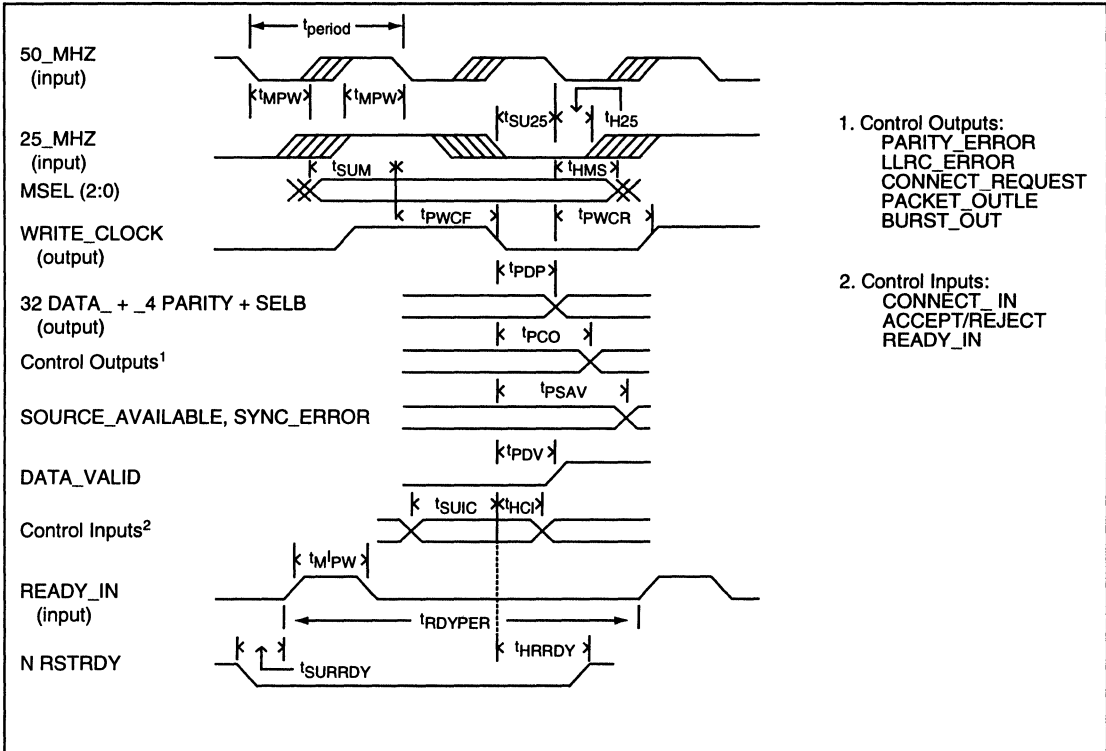 tperiod
50_MHZ
(input)
tMPW tMPW
tSU25 tH25
25_MHZ
(input)
tSUM tHMS
MSEL (2:0)
tPWCF tPWCR
WRITE_CLOCK
(output)
tPDP
32 DATA_ + _4 PARITY + SELB
(output)
tPCO
Control Outputs1
tPSAV
SOURCE_AVAILABLE, SYNC_ERROR
tPDV
DATA_VALID
tSUIC tHCI
Control Inputs2
tMIPW
READY_IN
(input)
tRDYPER
tHRRDY
N RSTRDY
tSURRDY
1. Control Outputs:
PARITY_ERROR
LLRC_ERROR
CONNECT_REQUEST
PACKET_OUTLE
BURST_OUT
2. Control Inputs:
CONNECT_ IN
ACCEPT/REJECT
READY_IN